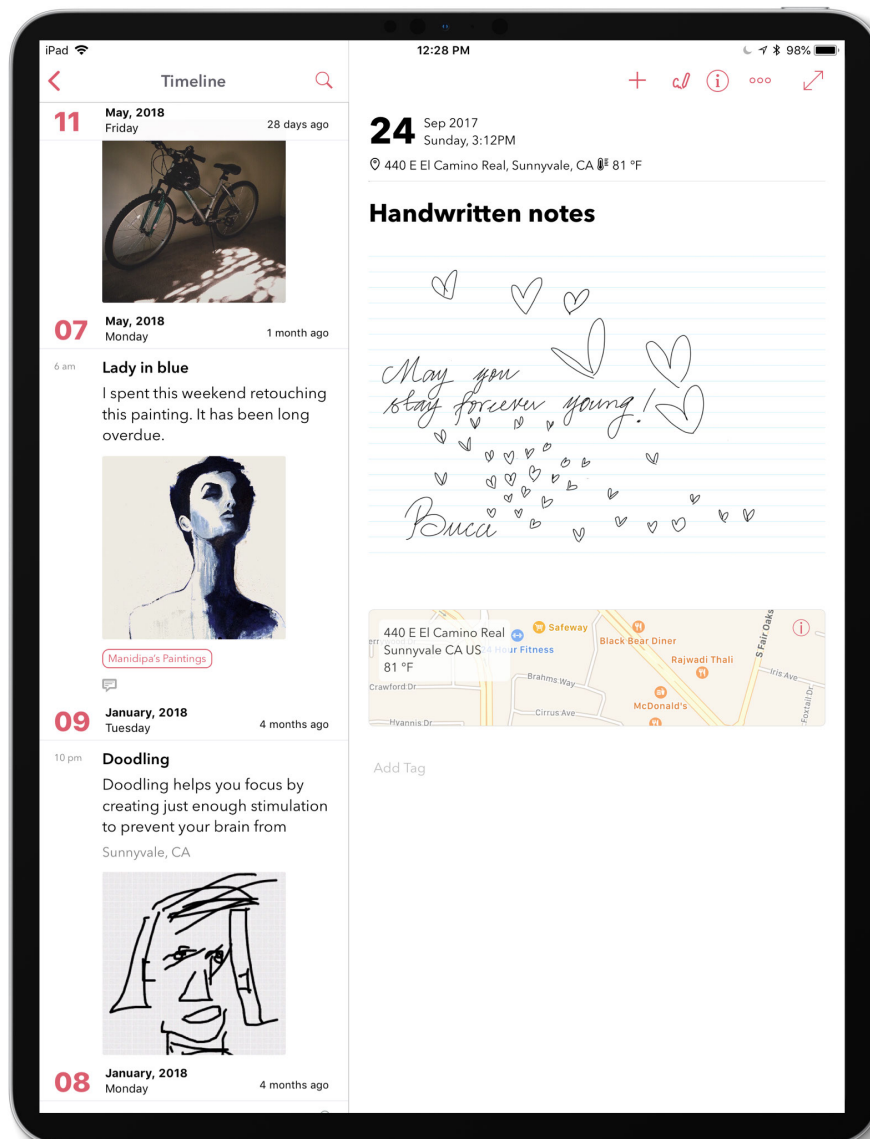 iPad
12:28 PM
98%
Timeline
11
May, 2018
Friday
28 days ago
07
May, 2018
Monday
1 month ago
6 am
Lady in blue
I spent this weekend retouching
this painting. It has been long
overdue.
Manidipa's Paintings
09
January, 2018
Tuesday
4 months ago
10 pm
Doodling
Doodling helps you focus by
creating just enough stimulation
to prevent your brain from
Sunnyvale, CA
08
January, 2018
Monday
4 months ago
24
Sep 2017
Sunday, 3:12PM
440 E El Camino Real, Sunnyvale, CA 81 °F
Handwritten notes
May you
stay forever young!
Buca
440 E El Camino Real
Sunnyvale CA US
81 °F
Safeway
Hour Fitness
Black Bear Diner
Rajwadi Thali
McDonald's
S Fair Oaks
Iris Ave
Foxtail Dr
Brahms Way
Crawford Dr
Cirrus Ave
Hyannis Dr
Add Tag